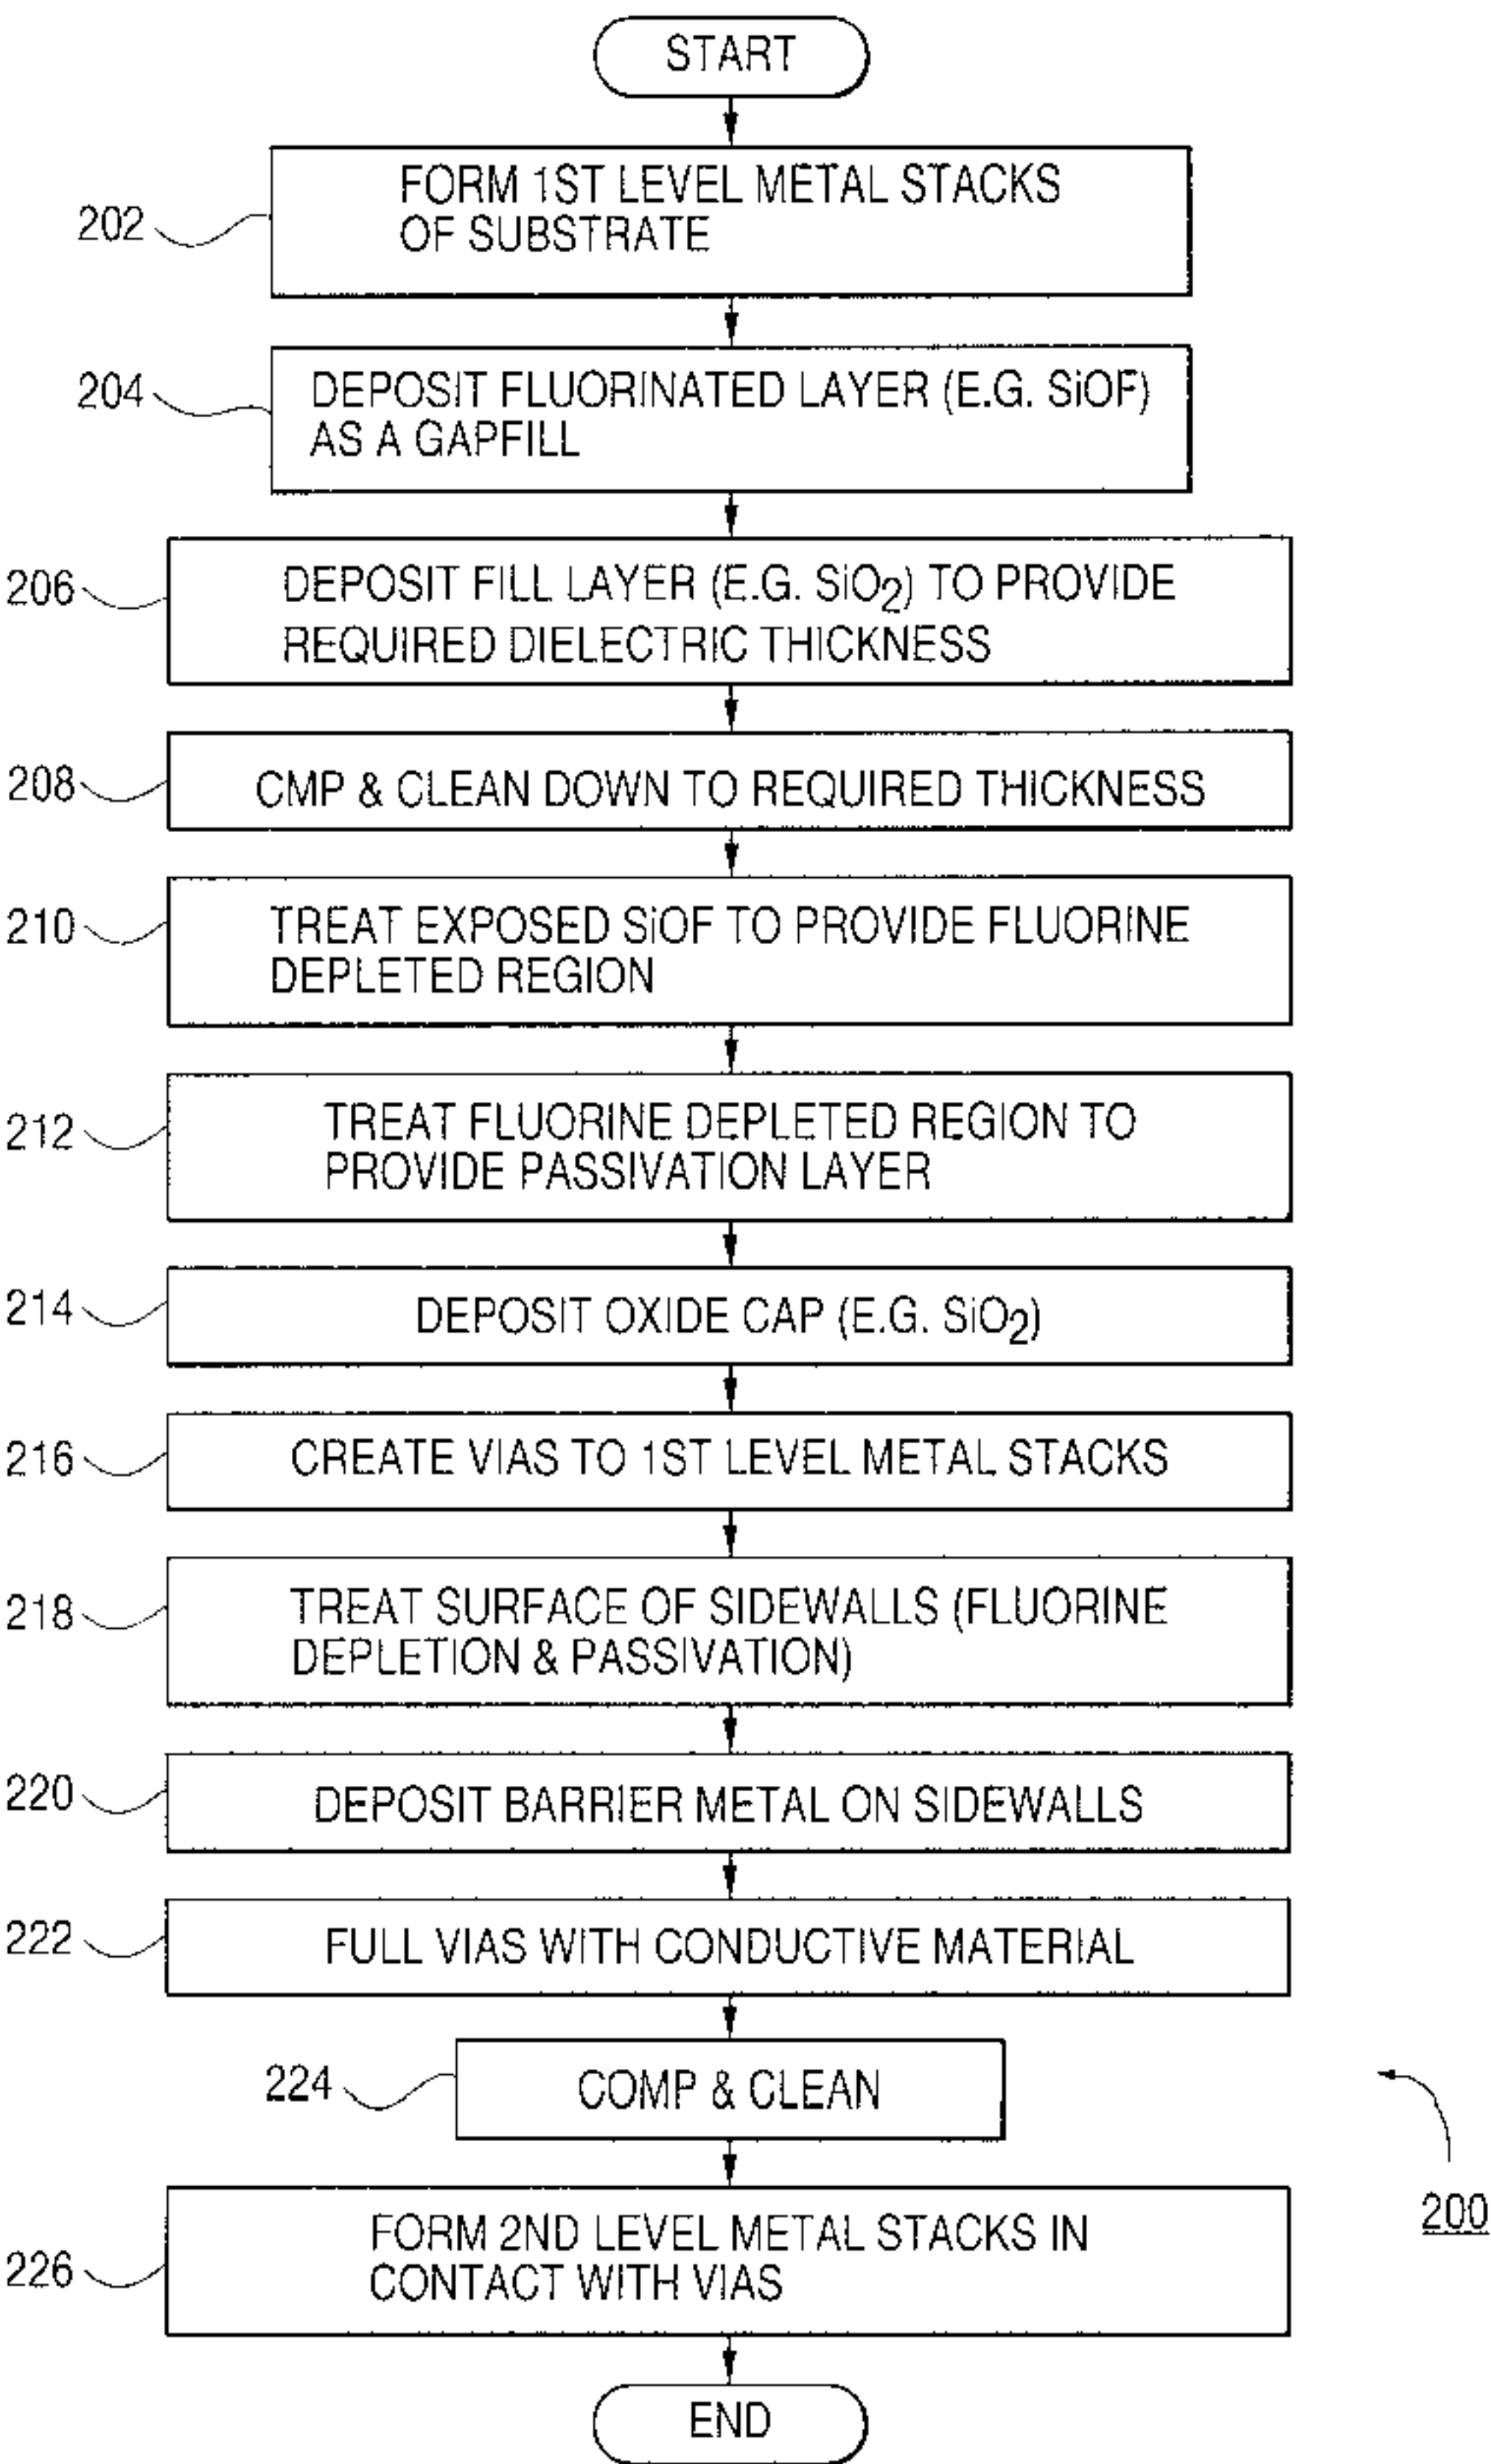 START
202
FORM 1ST LEVEL METAL STACKS
OF SUBSTRATE
204
DEPOSIT FLUORINATED LAYER (E.G. SiOF)
AS A GAPFILL
206
DEPOSIT FILL LAYER (E.G. SiO₂) TO PROVIDE
REQUIRED DIELECTRIC THICKNESS
208
CMP & CLEAN DOWN TO REQUIRED THICKNESS
210
TREAT EXPOSED SiOF TO PROVIDE FLUORINE
DEPLETED REGION
212
TREAT FLUORINE DEPLETED REGION TO
PROVIDE PASSIVATION LAYER
214
DEPOSIT OXIDE CAP (E.G. SiO₂)
216
CREATE VIAS TO 1ST LEVEL METAL STACKS
218
TREAT SURFACE OF SIDEWALLS (FLUORINE
DEPLETION & PASSIVATION)
220
DEPOSIT BARRIER METAL ON SIDEWALLS
222
FULL VIAS WITH CONDUCTIVE MATERIAL
224
COMP & CLEAN
226
FORM 2ND LEVEL METAL STACKS IN
CONTACT WITH VIAS
200
END